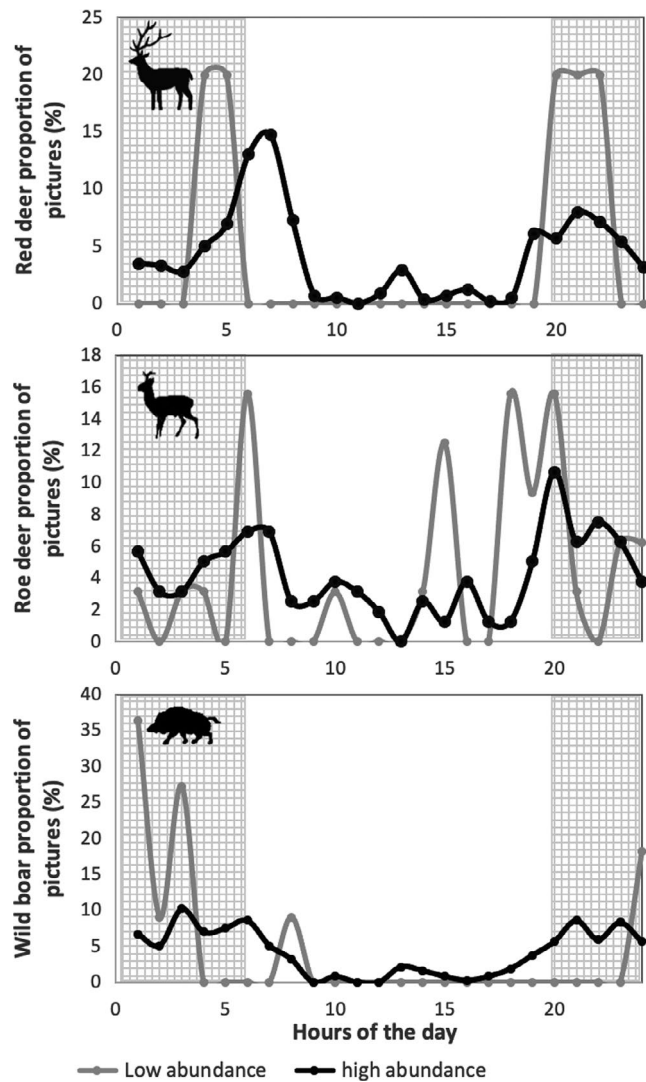 Red deer proportion of
pictures (%)
25
20
15
10
5
0
0 5 10 15 20
Roe deer proportion of
pictures (%)
18
16
14
12
10
8
6
4
2
0
0 5 10 15 20
Wild boar proportion of
pictures (%)
40
35
30
25
20
15
10
5
0
0 5 10 15 20
Hours of the day
Low abundance high abundance